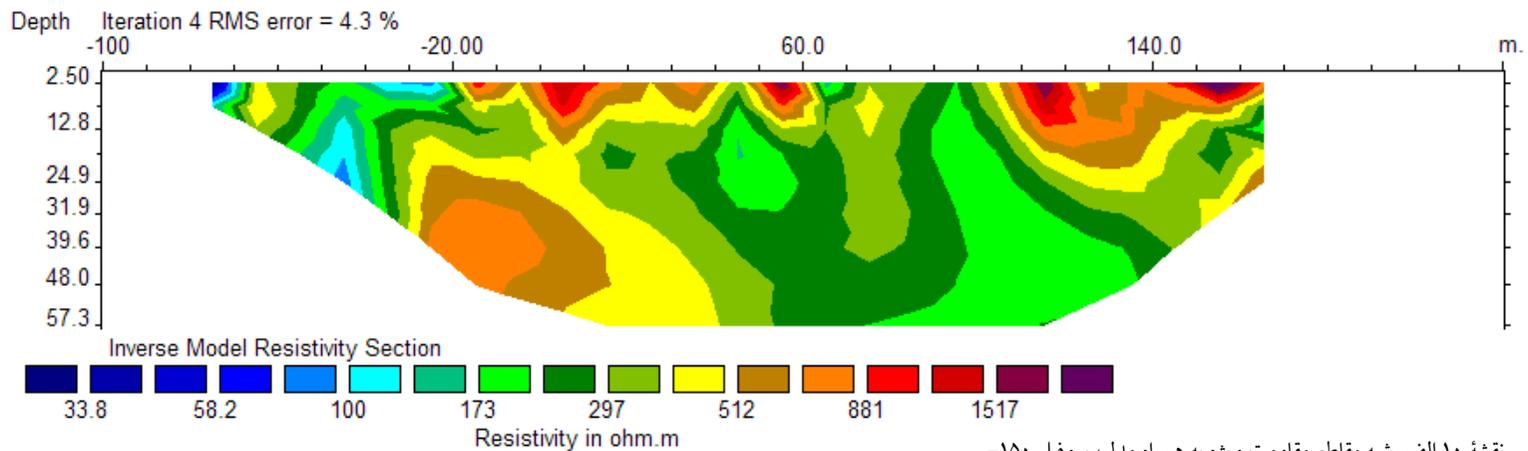 Depth Iteration 4 RMS error = 4.3 %
-100 -20.00 60.0 140.0 m.
2.50
12.8
24.9
31.9
39.6
48.0
57.3
Inverse Model Resistivity Section
33.8 58.2 100 173 297 512 881 1517
Resistivity in ohm.m